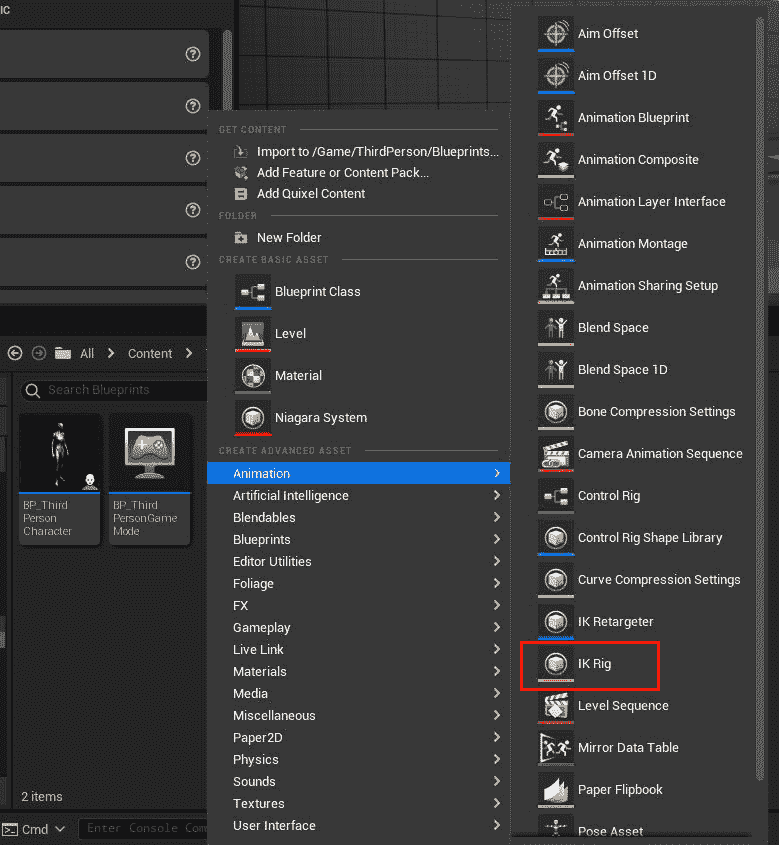 IC
All
Content
Search Blueprints
BP_Third
Person
Character
BP_Third
PersonGame
Mode
2 items
Cmd
Enter Console Com
GET CONTENT
Import to /Game/ThirdPerson/Blueprints...
Add Feature or Content Pack...
Add Quixel Content
FOLDER
New Folder
CREATE BASIC ASSET
Blueprint Class
Level
Material
Niagara System
CREATE ADVANCED ASSET
Animation
Artificial Intelligence
Blendables
Blueprints
Editor Utilities
Foliage
FX
Gameplay
Live Link
Materials
Media
Miscellaneous
Paper2D
Physics
Sounds
Textures
User Interface
Aim Offset
Aim Offset 1D
Animation Blueprint
Animation Composite
Animation Layer Interface
Animation Montage
Animation Sharing Setup
Blend Space
Blend Space 1D
Bone Compression Settings
Camera Animation Sequence
Control Rig
Control Rig Shape Library
Curve Compression Settings
IK Retargeter
IK Rig
Level Sequence
Mirror Data Table
Paper Flipbook
Pose Asset